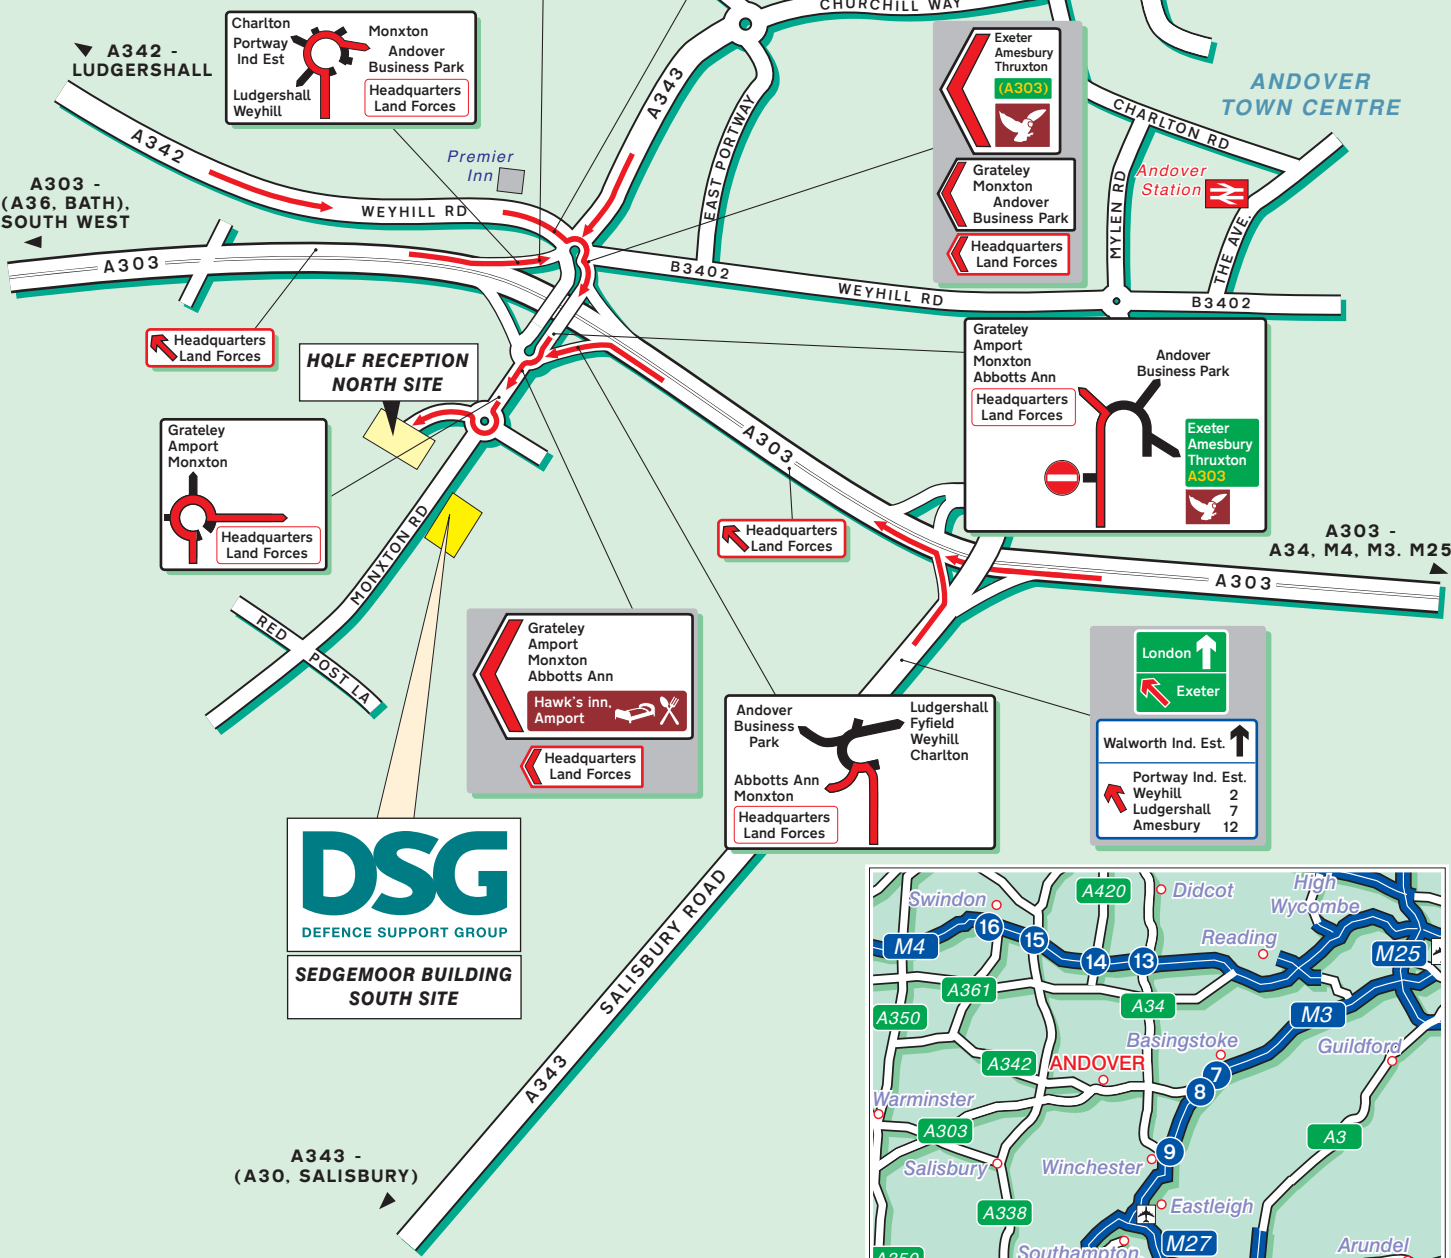 CHURCHILL WAY
Charlton
Portway
Ind Est
Ludgershall
Weyhill
Monxton
Andover
Business Park
Headquarters
Land Forces
A342 -
LUDGERSHALL
A342
A343
EAST PORTWAY
Exeter
Amesbury
Thruxton
(A303)
Grateley
Monxton
Andover
Business Park
Headquarters
Land Forces
ANDOVER
TOWN CENTRE
CHARLTON RD
MYLEN RD
Andover
Station
THE AVE.
Premier
Inn
A303 -
(A36, BATH),
SOUTH WEST
WEYHILL RD
A303
B3402
WEYHILL RD
B3402
Headquarters
Land Forces
HQLF RECEPTION
NORTH SITE
Grateley
Amport
Monxton
Abbotts Ann
Headquarters
Land Forces
Andover
Business Park
Exeter
Amesbury
Thruxton
A303
Grateley
Amport
Monxton
Headquarters
Land Forces
A303
Headquarters
Land Forces
A303 -
A34, M4, M3. M25
A303
MONXTON RD
RED
POST LA
Grateley
Amport
Monxton
Abbotts Ann
Hawk's inn,
Amport
Headquarters
Land Forces
Andover
Business
Park
Ludgershall
Fyfield
Weyhill
Charlton
Abbotts Ann
Monxton
Headquarters
Land Forces
London
Exeter
Walworth Ind. Est.
Portway Ind. Est.
Weyhill 2
Ludgershall 7
Amesbury 12
DSG
DEFENCE SUPPORT GROUP
SEDGEMOOR BUILDING
SOUTH SITE
SALISBURY ROAD
A343
A343 -
(A30, SALISBURY)
Swindon
A420
Didcot
High
Wycombe
M4
16
15
14
13
Reading
M25
A361
A34
A350
M3
Basingstoke
Guildford
A342
ANDOVER
7
8
Warminster
A303
A3
9
Salisbury
Winchester
A338
Eastleigh
M27
Southampton
Arundel
A350